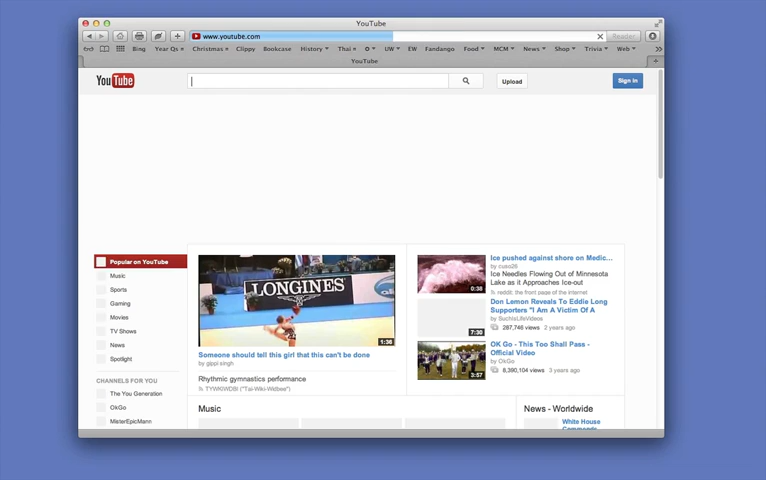 YouTube
www.youtube.com
Reader
Bing Year Qs Christmas Clippy Bookcase History Thai O UW EW Fandango Food MCM News Shop Trivia Web
YouTube
YouTube
Upload
Sign In
Popular on YouTube
Music
Sports
Gaming
Movies
TV Shows
News
Spotlight
CHANNELS FOR YOU
The You Generation
OkGo
MisterEpicMann
LONGINES
1:36
Someone should tell this girl that this can't be done
by gippi singh
Rhythmic gymnastics performance
TYWKIWDBI ("Tai-Wiki-Widbee")
0:38
Ice pushed against shore on Medic...
by cuso26
Ice Needles Flowing Out of Minnesota
Lake as it Approaches Ice-out
reddit: the front page of the internet
7:30
Don Lemon Reveals To Eddie Long
Supporters "I Am A Victim Of A
by SuchIsLifeVideos
287,746 views 2 years ago
3:57
OK Go - This Too Shall Pass -
Official Video
by OkGo
8,390,104 views 3 years ago
Music
News - Worldwide
White House
Commands